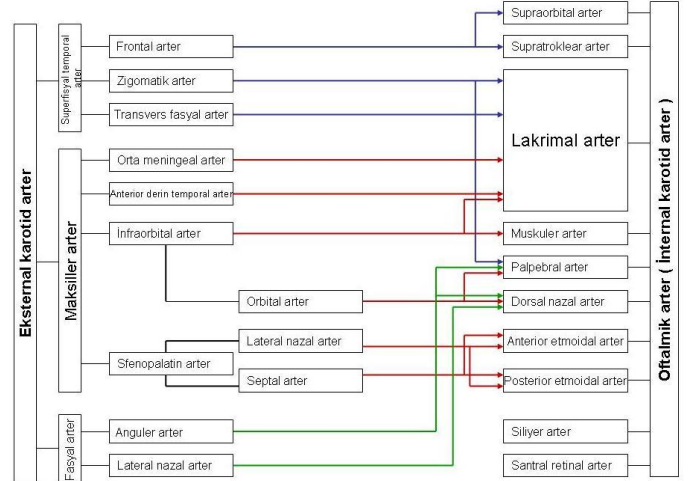 Eksternal karotid arter
Superfisyal temporal
arter
Maksiller arter
Fasyal arter
Frontal arter
Zigomatik arter
Transvers fasyal arter
Orta meningeal arter
Anterior derin temporal arter
İnfraorbital arter
Sfenopalatin arter
Anguler arter
Lateral nazal arter
Orbital arter
Lateral nazal arter
Septal arter
Supraorbital arter
Supratroklear arter
Lakrimal arter
Muskuler arter
Palpebral arter
Dorsal nazal arter
Anterior etmoidal arter
Posterior etmoidal arter
Siliyer arter
Santral retinal arter
Oftalmik arter ( İnternal karotid arter )